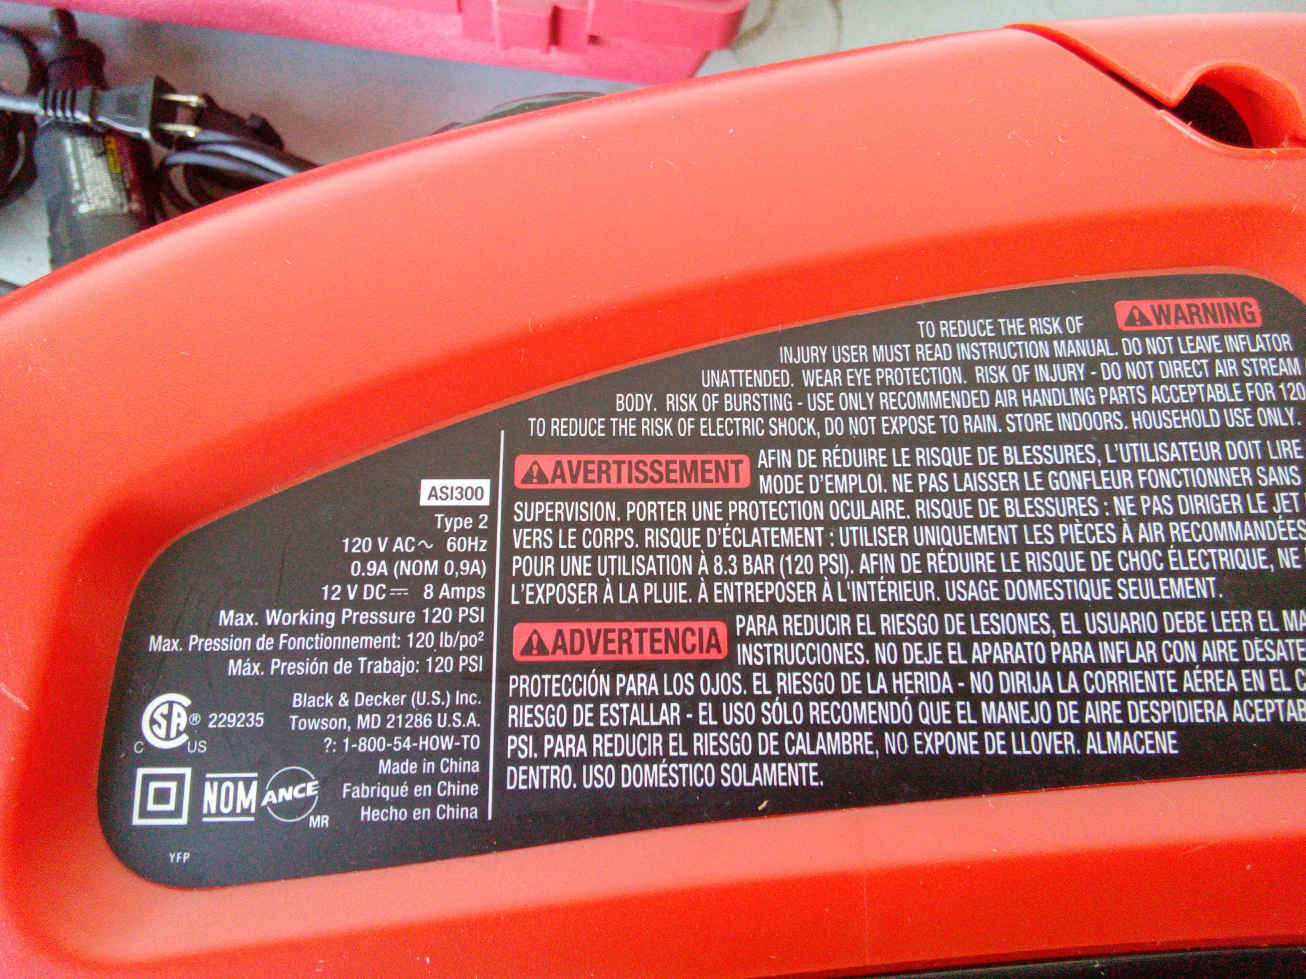 ASI300
Type 2
120 V AC~ 60Hz
0.9A (NOM 0,9A)
12 V DC⎓ 8 Amps
Max. Working Pressure 120 PSI
Max. Pression de Fonctionnement: 120 lb/po²
Máx. Presión de Trabajo: 120 PSI
Black & Decker (U.S.) Inc.
Towson, MD 21286 U.S.A.
?: 1-800-54-HOW-TO
Made in China
Fabriqué en Chine
Hecho en China
SA ® 229235
C US
NOM ANCE
MR
YFP
TO REDUCE THE RISK OF WARNING
INJURY USER MUST READ INSTRUCTION MANUAL. DO NOT LEAVE INFLATOR
UNATTENDED. WEAR EYE PROTECTION. RISK OF INJURY - DO NOT DIRECT AIR STREAM
BODY. RISK OF BURSTING - USE ONLY RECOMMENDED AIR HANDLING PARTS ACCEPTABLE FOR 120
TO REDUCE THE RISK OF ELECTRIC SHOCK, DO NOT EXPOSE TO RAIN. STORE INDOORS. HOUSEHOLD USE ONLY.
AVERTISSEMENT AFIN DE RÉDUIRE LE RISQUE DE BLESSURES, L'UTILISATEUR DOIT LIRE
MODE D'EMPLOI. NE PAS LAISSER LE GONFLEUR FONCTIONNER SANS
SUPERVISION. PORTER UNE PROTECTION OCULAIRE. RISQUE DE BLESSURES : NE PAS DIRIGER LE JET
VERS LE CORPS. RISQUE D'ÉCLATEMENT : UTILISER UNIQUEMENT LES PIÈCES À AIR RECOMMANDÉES
POUR UNE UTILISATION À 8.3 BAR (120 PSI). AFIN DE RÉDUIRE LE RISQUE DE CHOC ÉLECTRIQUE, NE
L'EXPOSER À LA PLUIE. À ENTREPOSER À L'INTÉRIEUR. USAGE DOMESTIQUE SEULEMENT.
ADVERTENCIA PARA REDUCIR EL RIESGO DE LESIONES, EL USUARIO DEBE LEER EL MA
INSTRUCCIONES. NO DEJE EL APARATO PARA INFLAR CON AIRE DESATE
PROTECCIÓN PARA LOS OJOS. EL RIESGO DE LA HERIDA - NO DIRIJA LA CORRIENTE AÉREA EN EL C
RIESGO DE ESTALLAR - EL USO SÓLO RECOMENDÓ QUE EL MANEJO DE AIRE DESPIDIERA ACEPTAB
PSI. PARA REDUCIR EL RIESGO DE CALAMBRE, NO EXPONE DE LLOVER. ALMACENE
DENTRO. USO DOMÉSTICO SOLAMENTE.